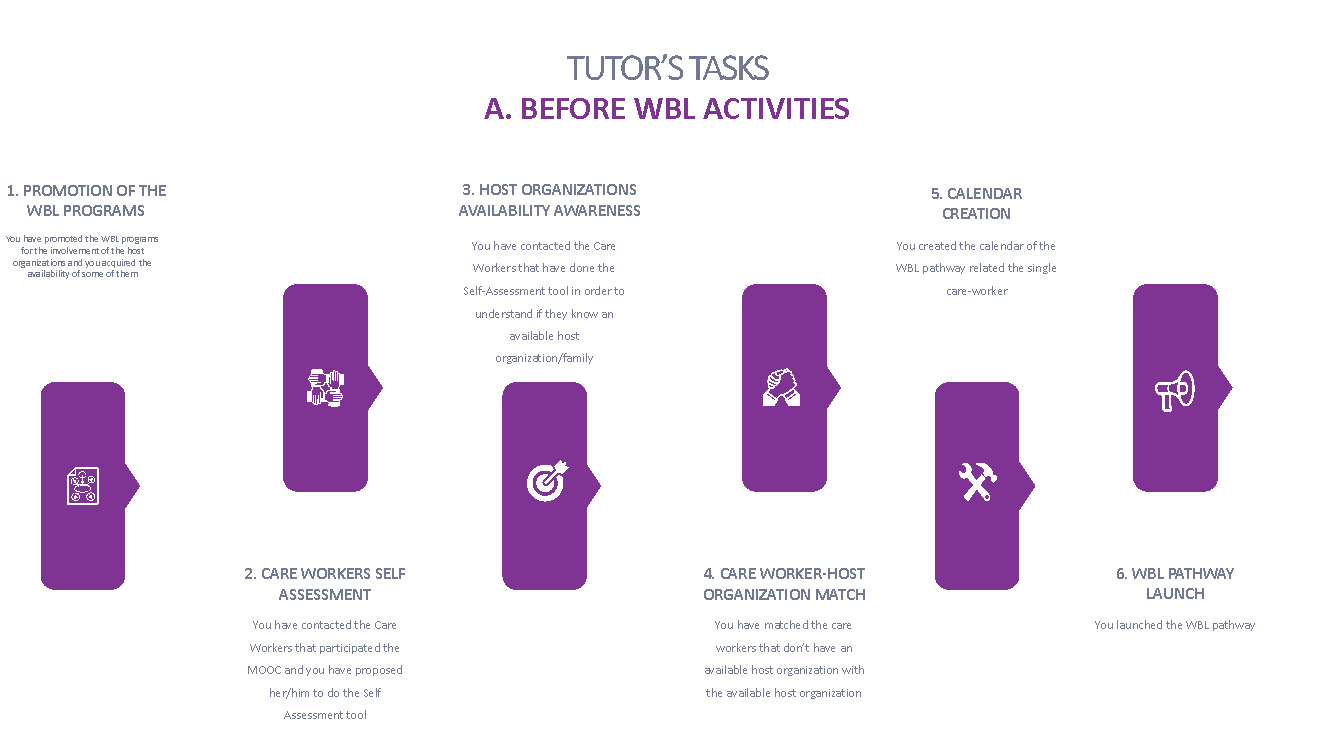 TUTOR'S TASKS
A. BEFORE WBL ACTIVITIES
1. PROMOTION OF THE
WBL PROGRAMS
You have promoted the WBL programs
for the involvement of the host
organizations and you acquired the
availability of some of them
2. CARE WORKERS SELF
ASSESSMENT
You have contacted the Care
Workers that participated the
MOOC and you have proposed
her/him to do the Self
Assessment tool
3. HOST ORGANIZATIONS
AVAILABILITY AWARENESS
You have contacted the Care
Workers that have done the
Self-Assessment tool in order to
understand if they know an
available host
organization/family
4. CARE WORKER-HOST
ORGANIZATION MATCH
You have matched the care
workers that don't have an
available host organization with
the available host organization
5. CALENDAR
CREATION
You created the calendar of the
WBL pathway related the single
care-worker
6. WBL PATHWAY
LAUNCH
You launched the WBL pathway